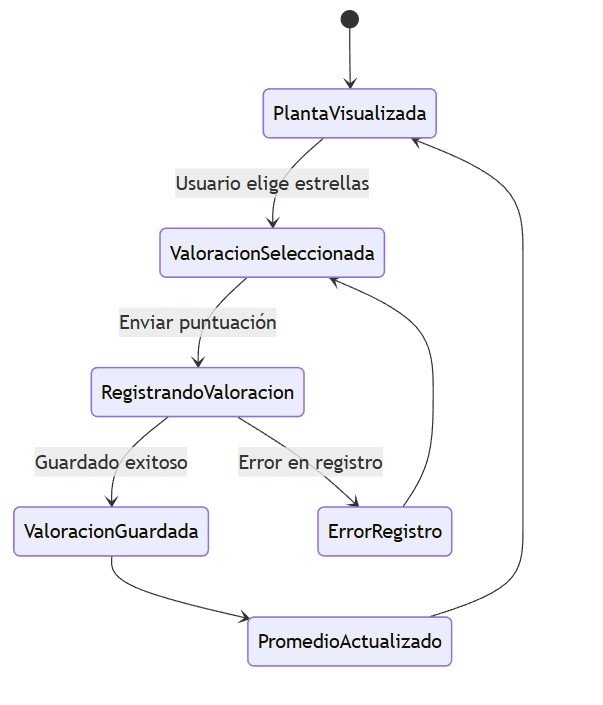 PlantaVisualizada
Usuario elige estrellas
ValoracionSeleccionada
Enviar puntuación
RegistrandoValoracion
Guardado exitoso
Error en registro
ValoracionGuardada
ErrorRegistro
PromedioActualizado